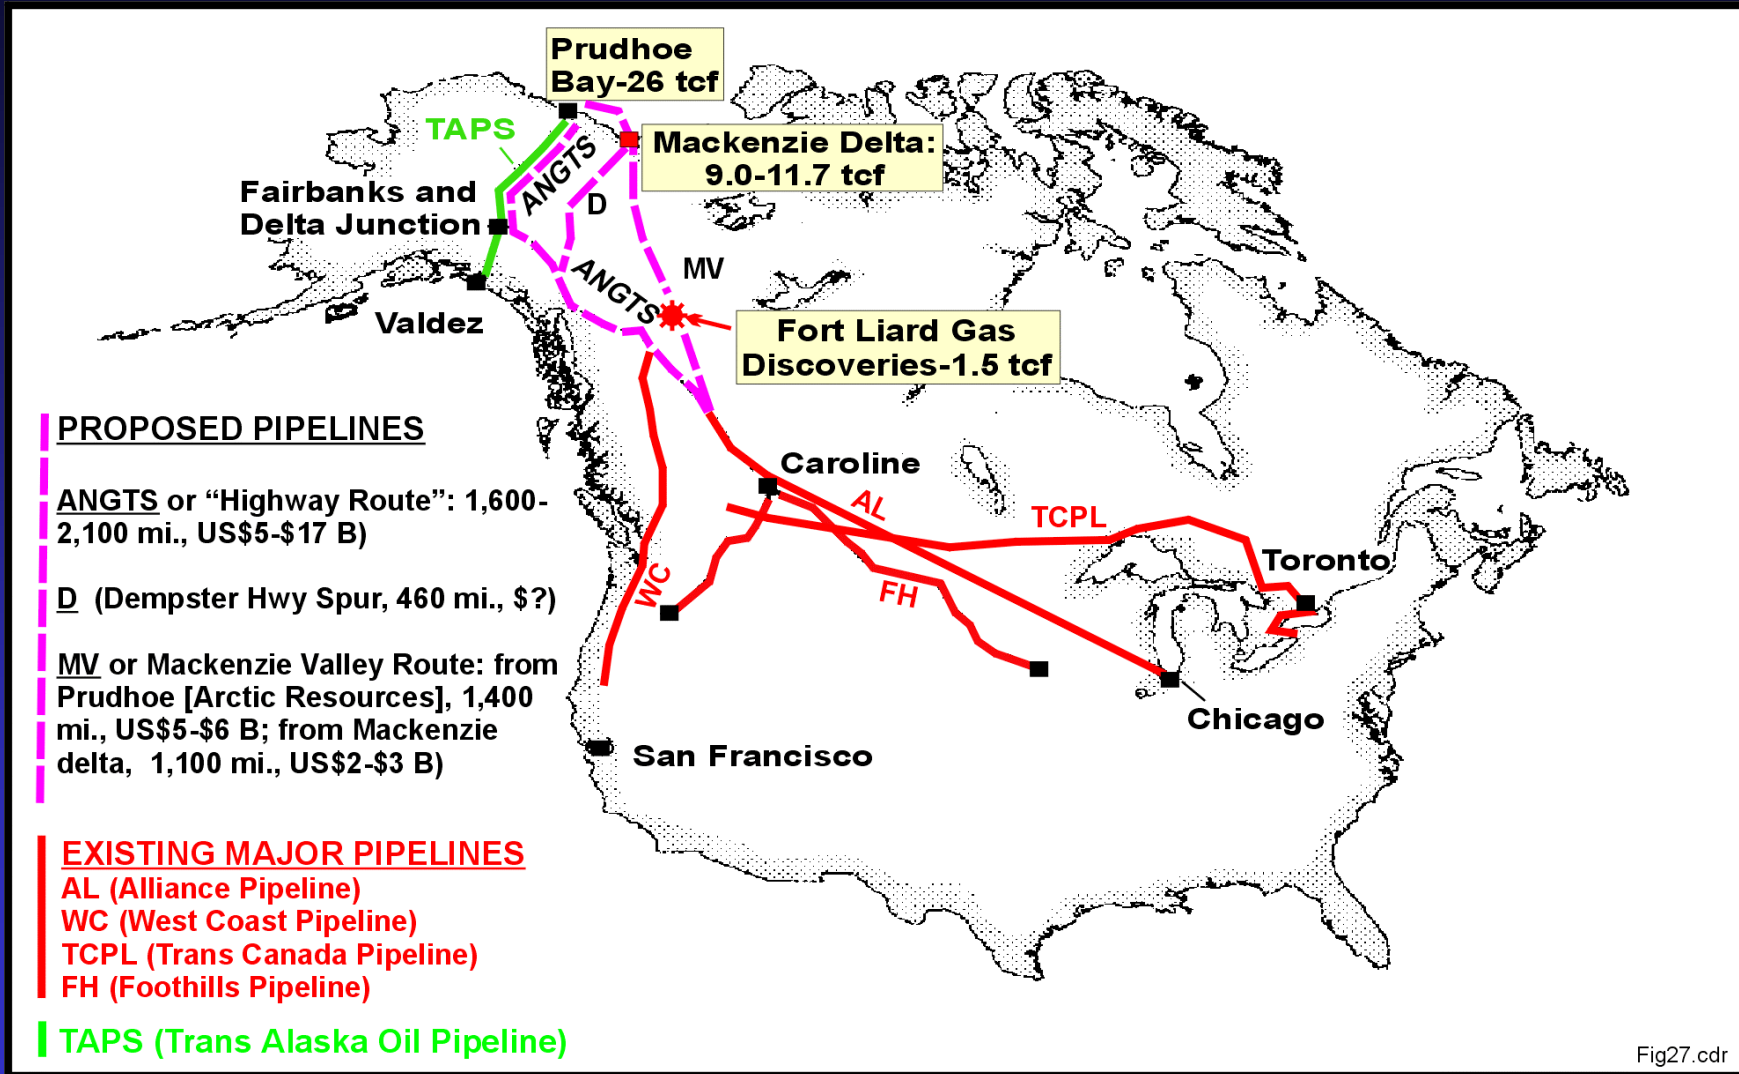 Prudhoe
Bay-26 tcf
TAPS
ANGTS
Mackenzie Delta:
9.0-11.7 tcf
Fairbanks and
Delta Junction
D
ANGTS
MV
Valdez
Fort Liard Gas
Discoveries-1.5 tcf
Caroline
AL
TCPL
Toronto
WC
FH
Chicago
San Francisco
PROPOSED PIPELINES
ANGTS or “Highway Route”: 1,600-
2,100 mi., US$5-$17 B)
D (Dempster Hwy Spur, 460 mi., $?)
MV or Mackenzie Valley Route: from
Prudhoe [Arctic Resources], 1,400
mi., US$5-$6 B; from Mackenzie
delta, 1,100 mi., US$2-$3 B)
EXISTING MAJOR PIPELINES
AL (Alliance Pipeline)
WC (West Coast Pipeline)
TCPL (Trans Canada Pipeline)
FH (Foothills Pipeline)
TAPS (Trans Alaska Oil Pipeline)
Fig27.cdr